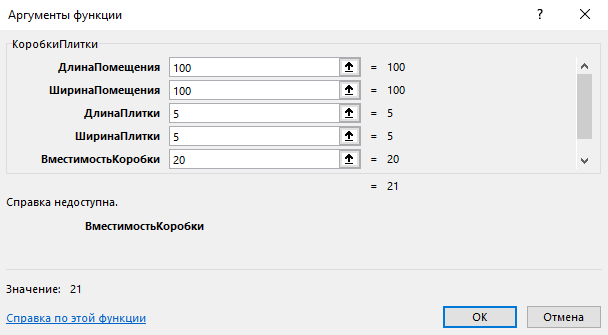 Аргументы функции ? ×
КоробкиПлитки
ДлинаПомещения 100 = 100
ШиринаПомещения 100 = 100
ДлинаПлитки 5 = 5
ШиринаПлитки 5 = 5
ВместимостьКоробки 20 = 20
= 21
Справка недоступна.
ВместимостьКоробки
Значение: 21
Справка по этой функции
ОК Отмена